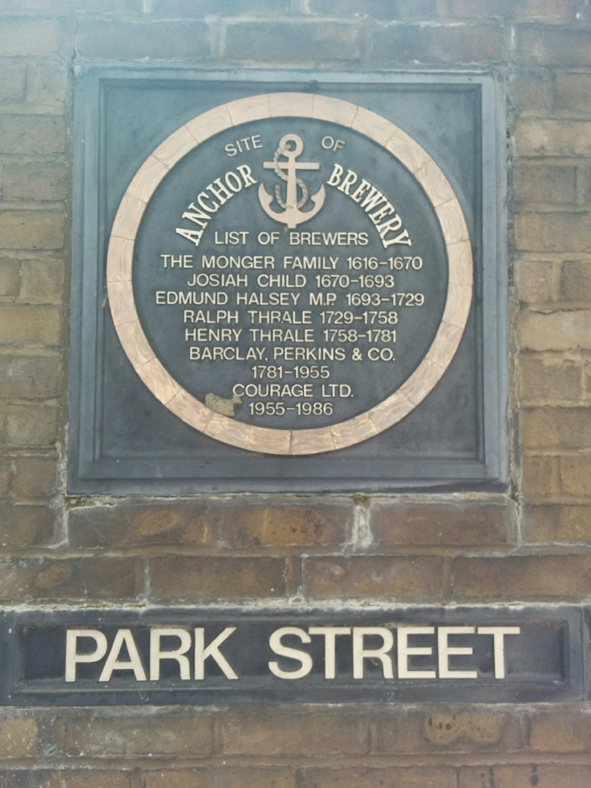 SITE OF
ANCHOR BREWERY
LIST OF BREWERS
THE MONGER FAMILY 1616-1670
JOSIAH CHILD 1670-1693
EDMUND HALSEY M.P. 1693-1729
RALPH THRALE 1729-1758
HENRY THRALE 1758-1781
BARCLAY, PERKINS & CO.
1781-1955
COURAGE LTD.
1955-1986
PARK STREET